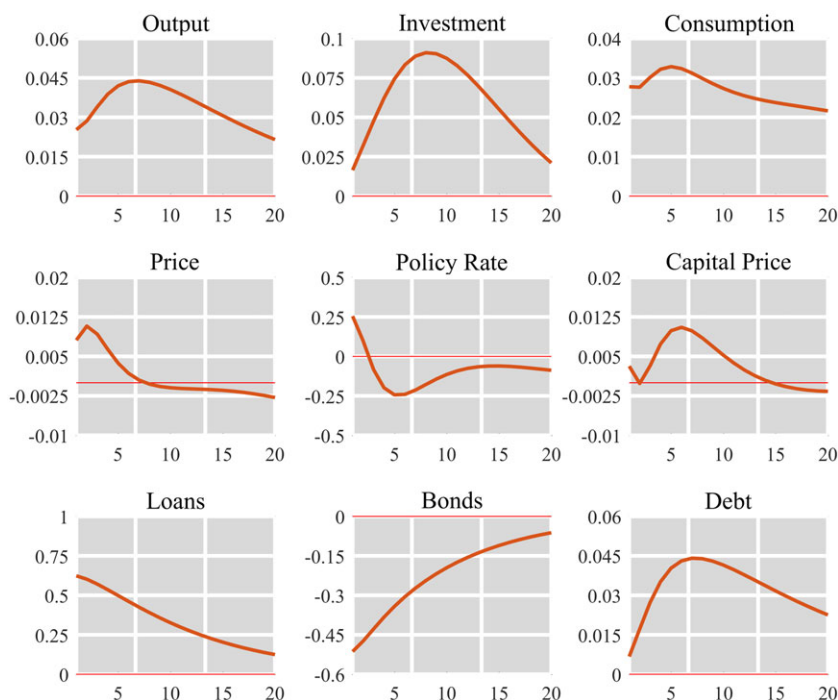 Output Investment Consumption
0.06 0.1 0.04
0.045 0.075 0.03
0.03 0.05 0.02
0.015 0.025 0.01
0 0 0
5 10 15 20 5 10 15 20 5 10 15 20
Price Policy Rate Capital Price
0.02 0.5 0.02
0.0125 0.25 0.0125
0.005 0 0.005
-0.0025 -0.25 -0.0025
-0.01 -0.5 -0.01
5 10 15 20 5 10 15 20 5 10 15 20
Loans Bonds Debt
1 0 0.06
0.75 -0.15 0.045
0.5 -0.3 0.03
0.25 -0.45 0.015
0 -0.6 0
5 10 15 20 5 10 15 20 5 10 15 20